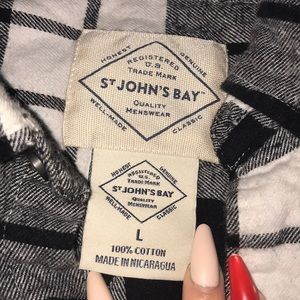 HONEST GENUINE
REGISTERED
U.S.
TRADE MARK
ST JOHN'S BAY™
QUALITY
MENSWEAR
WELL-MADE CLASSIC
HONEST GENUINE
REGISTERED
U.S.
TRADE MARK
ST JOHN'S BAY
QUALITY
MENSWEAR
WELL-MADE CLASSIC
L
100% COTTON
MADE IN NICARAGUA